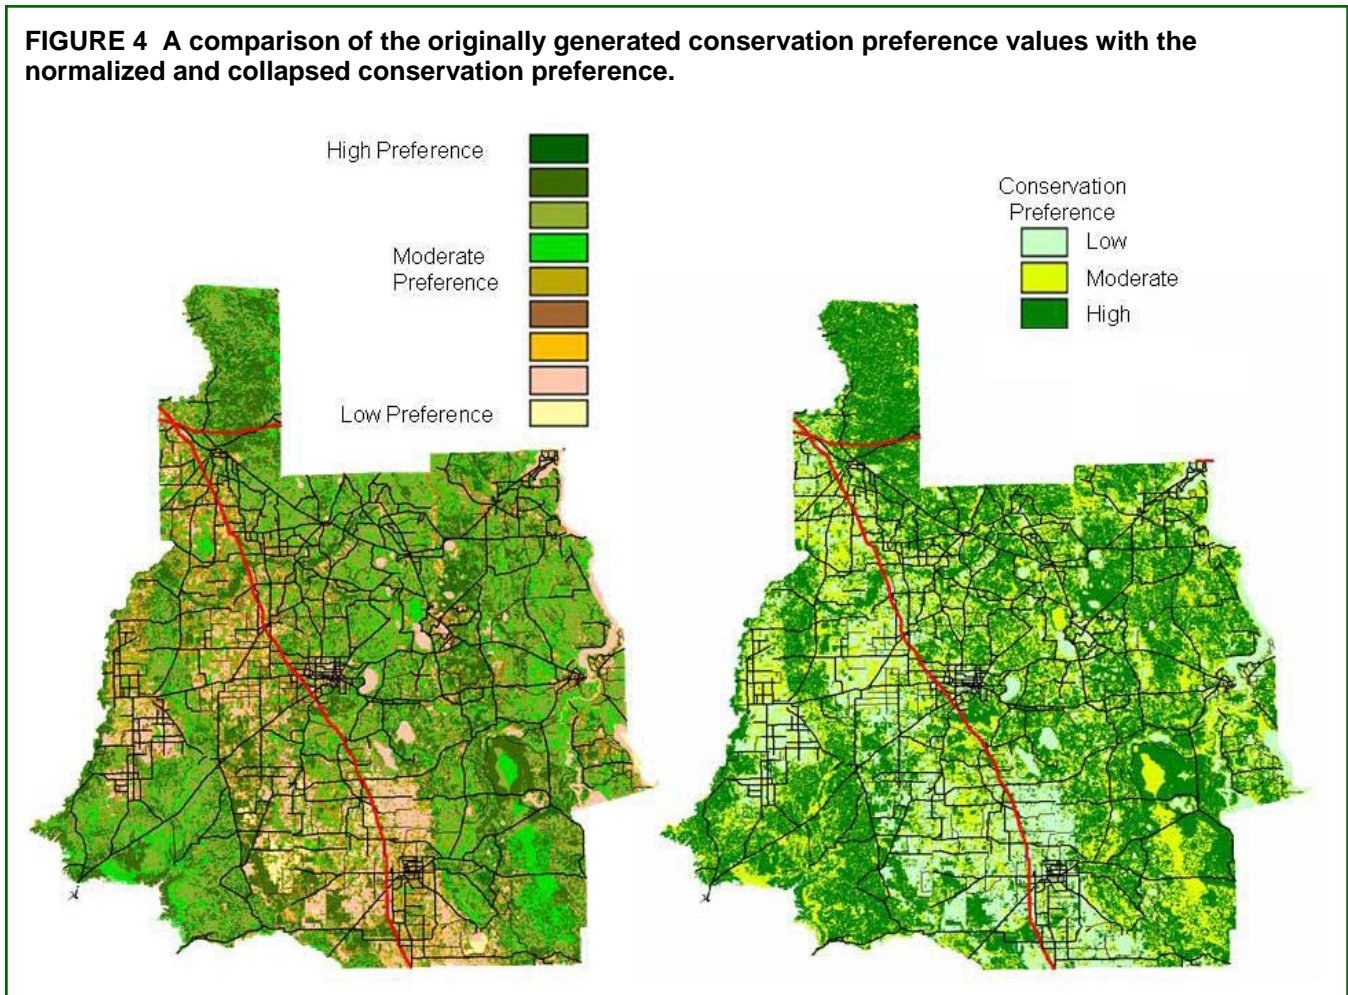 FIGURE 4 A comparison of the originally generated conservation preference values with the
normalized and collapsed conservation preference.
High Preference
Moderate
Preference
Low Preference
Conservation
Preference
Low
Moderate
High